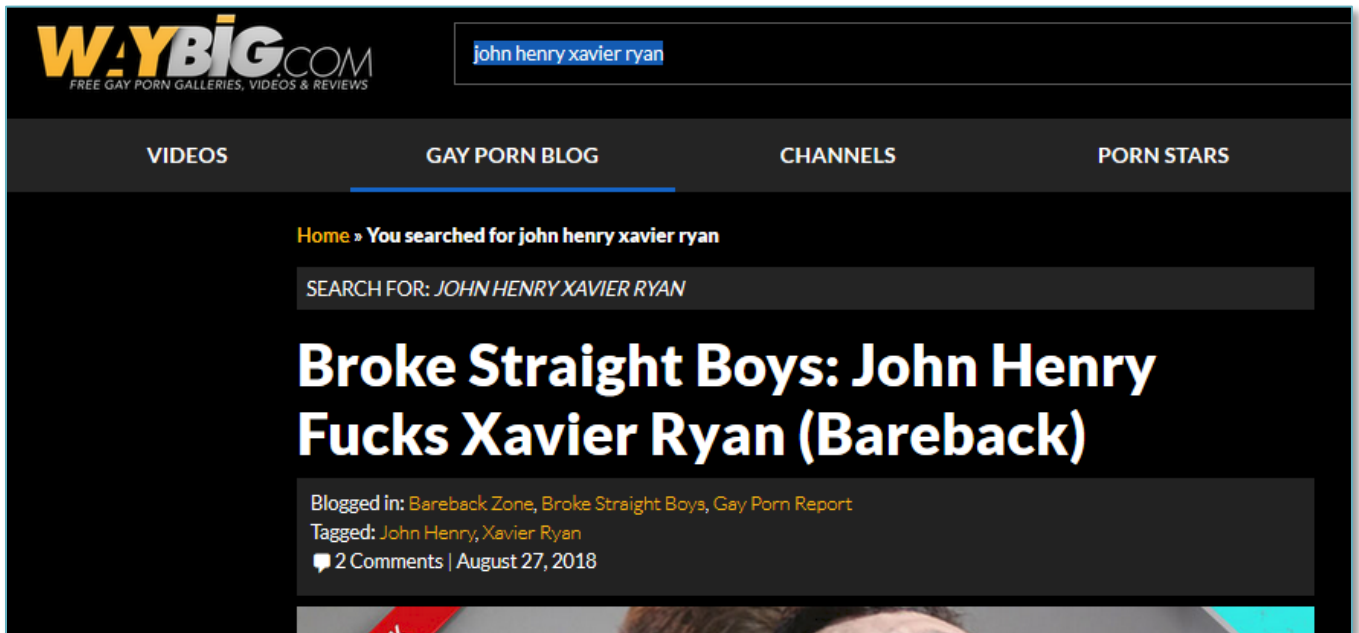 WAYBIG.COM
FREE GAY PORN GALLERIES, VIDEOS & REVIEWS
john henry xavier ryan
VIDEOS GAY PORN BLOG CHANNELS PORN STARS
Home » You searched for john henry xavier ryan
SEARCH FOR: JOHN HENRY XAVIER RYAN
Broke Straight Boys: John Henry
Fucks Xavier Ryan (Bareback)
Blogged in: Bareback Zone, Broke Straight Boys, Gay Porn Report
Tagged: John Henry, Xavier Ryan
2 Comments | August 27, 2018